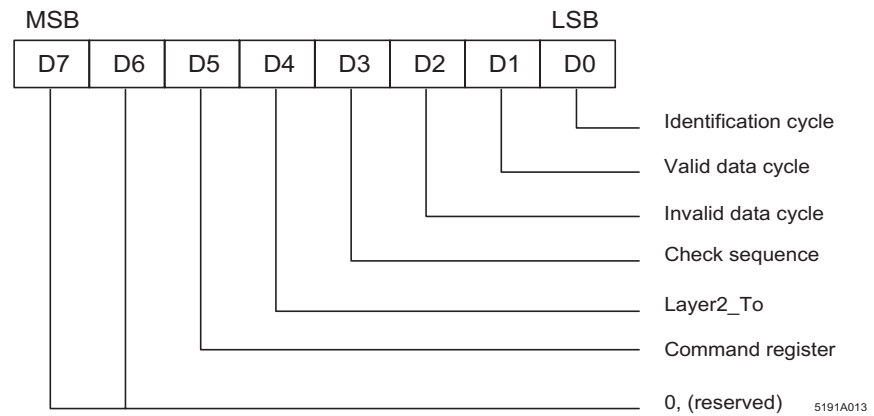 MSB LSB
D7 D6 D5 D4 D3 D2 D1 D0
Identification cycle
Valid data cycle
Invalid data cycle
Check sequence
Layer2_To
Command register
0, (reserved) 5191A013